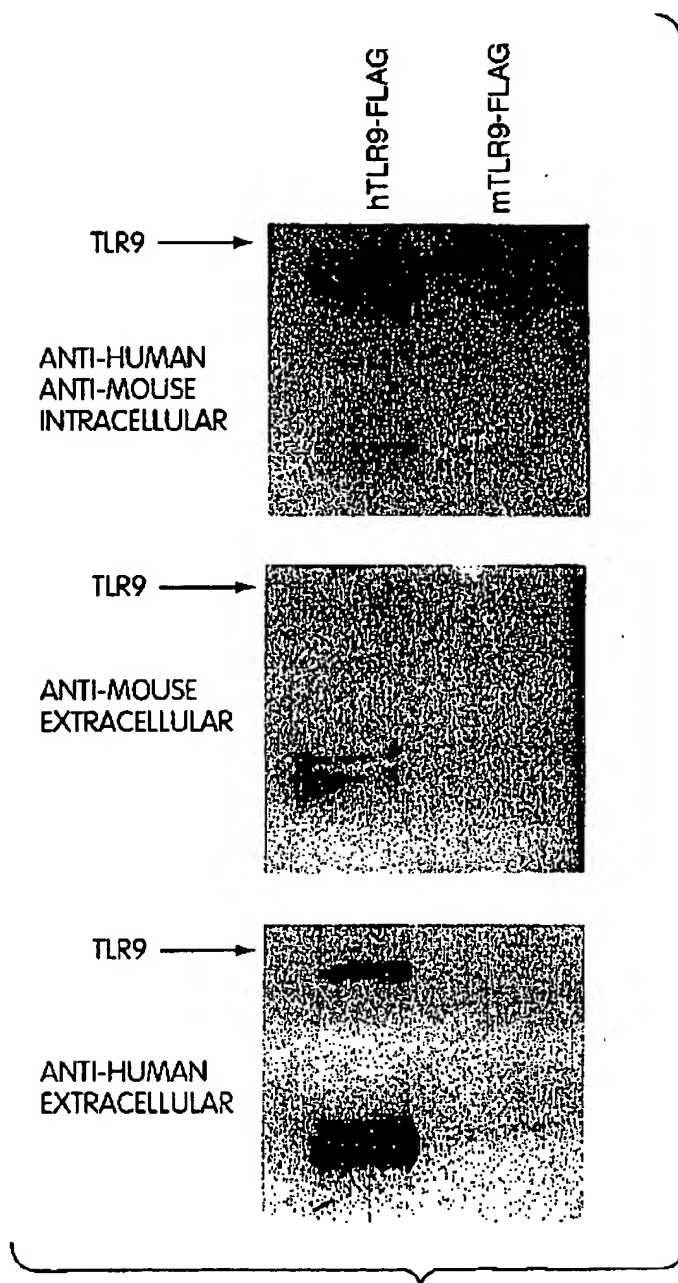 hTLR9-FLAG
mTLR9-FLAG
TLR9
ANTI-HUMAN
ANTI-MOUSE
INTRACELLULAR
TLR9
ANTI-MOUSE
EXTRACELLULAR
TLR9
ANTI-HUMAN
EXTRACELLULAR